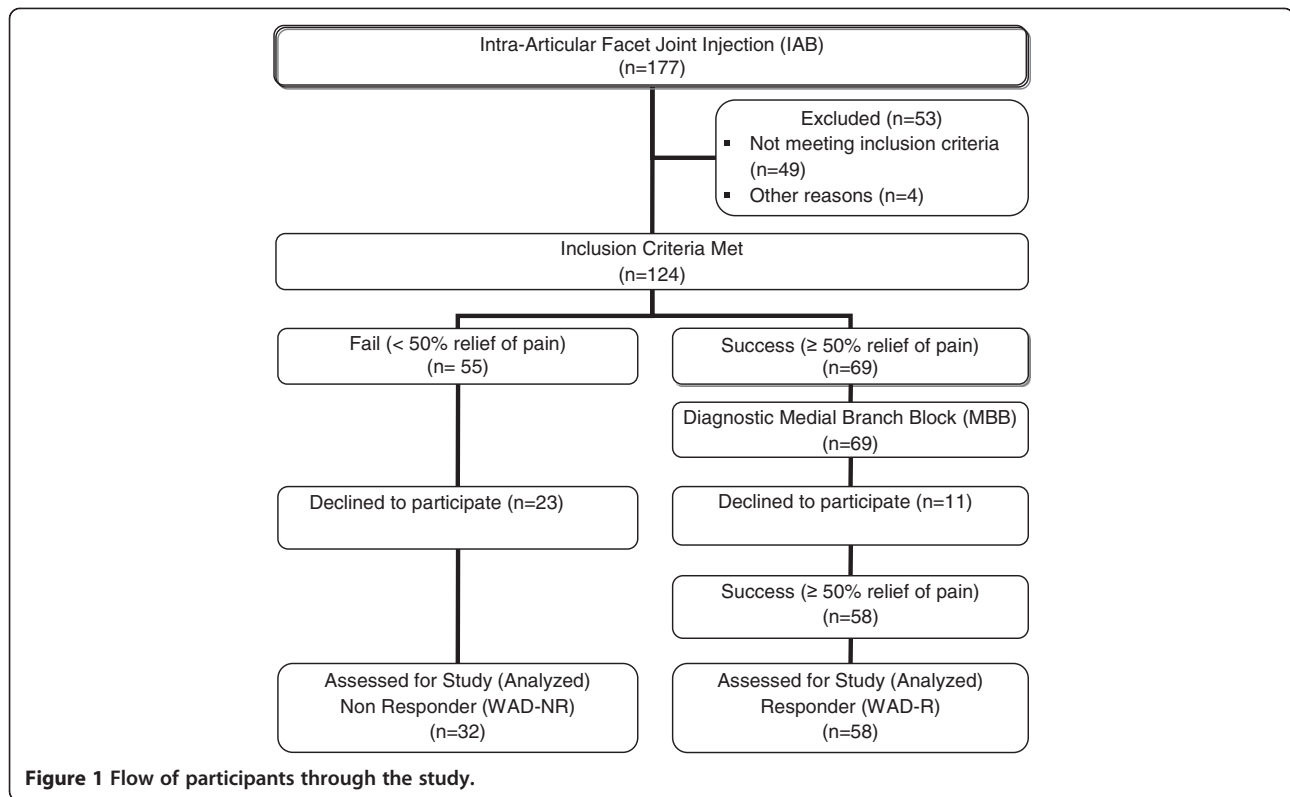 Intra-Articular Facet Joint Injection (IAB)
(n=177)
Excluded (n=53)
▪ Not meeting inclusion criteria
(n=49)
▪ Other reasons (n=4)
Inclusion Criteria Met
(n=124)
Fail (< 50% relief of pain)
(n= 55)
Success (≥ 50% relief of pain)
(n=69)
Diagnostic Medial Branch Block (MBB)
(n=69)
Declined to participate (n=23)
Declined to participate (n=11)
Success (≥ 50% relief of pain)
(n=58)
Assessed for Study (Analyzed)
Non Responder (WAD-NR)
(n=32)
Assessed for Study (Analyzed)
Responder (WAD-R)
(n=58)
Figure 1 Flow of participants through the study.